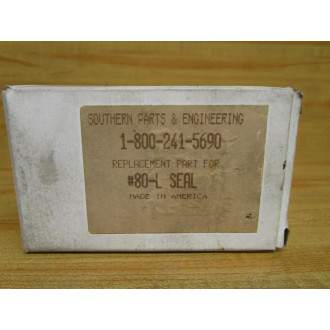 SOUTHERN PARTS & ENGINEERING
1-800-241-5690
REPLACEMENT PART FOR
#80-L SEAL
MADE IN AMERICA